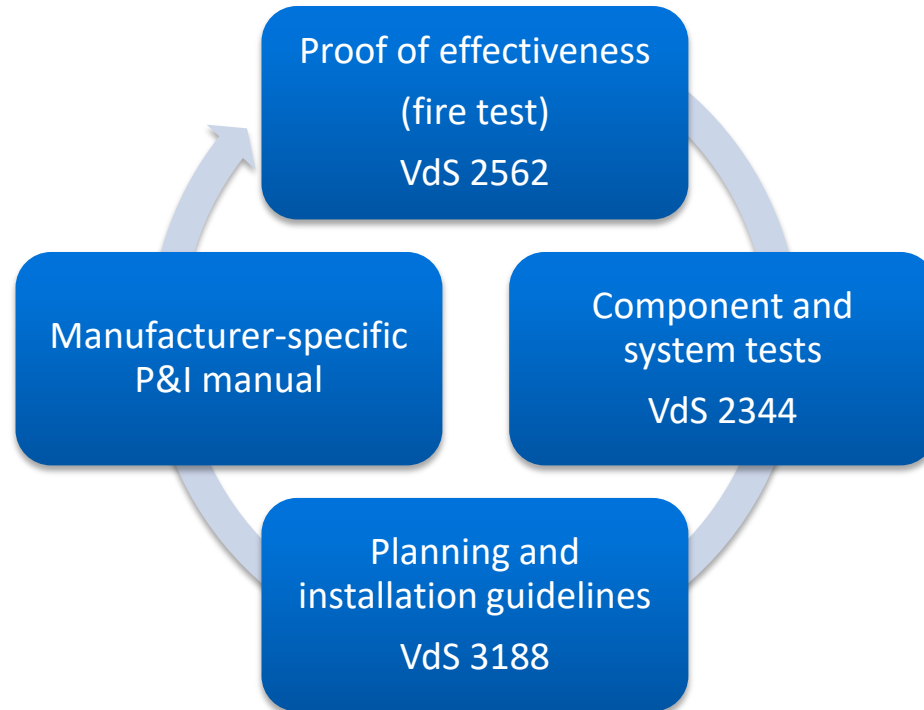 Proof of effectiveness
(fire test)
VdS 2562
Manufacturer-specific
P&I manual
Component and
system tests
VdS 2344
Planning and
installation guidelines
VdS 3188